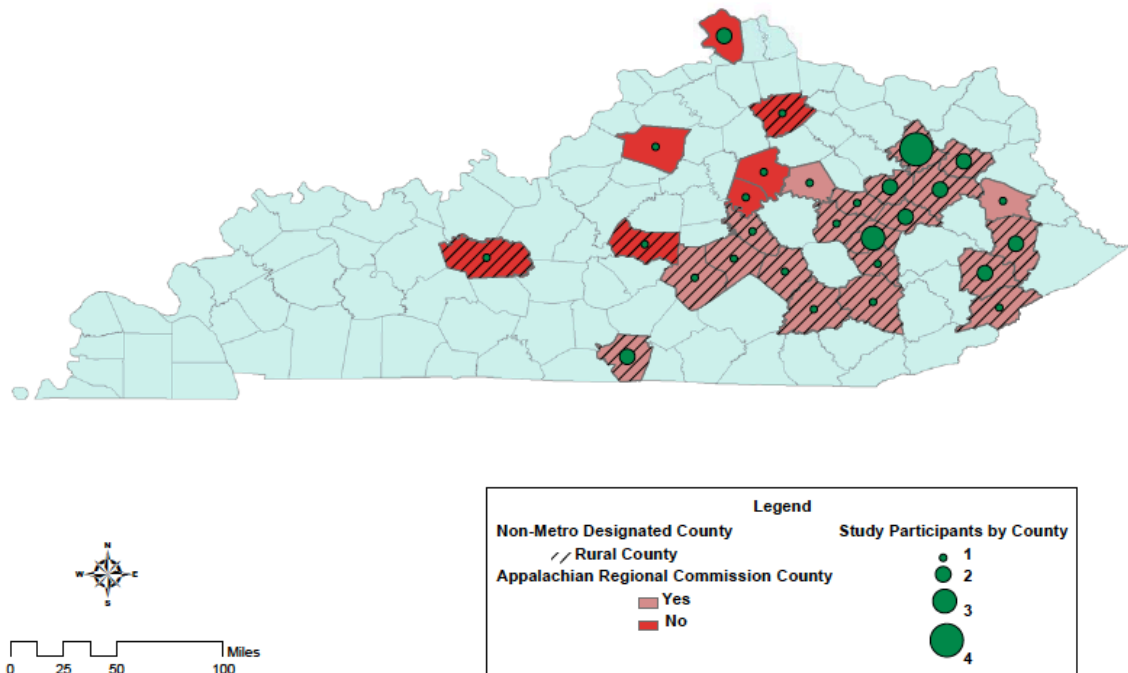 N
W E
S
Miles
0 25 50 100
Legend
Non-Metro Designated County
Rural County
Appalachian Regional Commission County
Yes
No
Study Participants by County
1
2
3
4